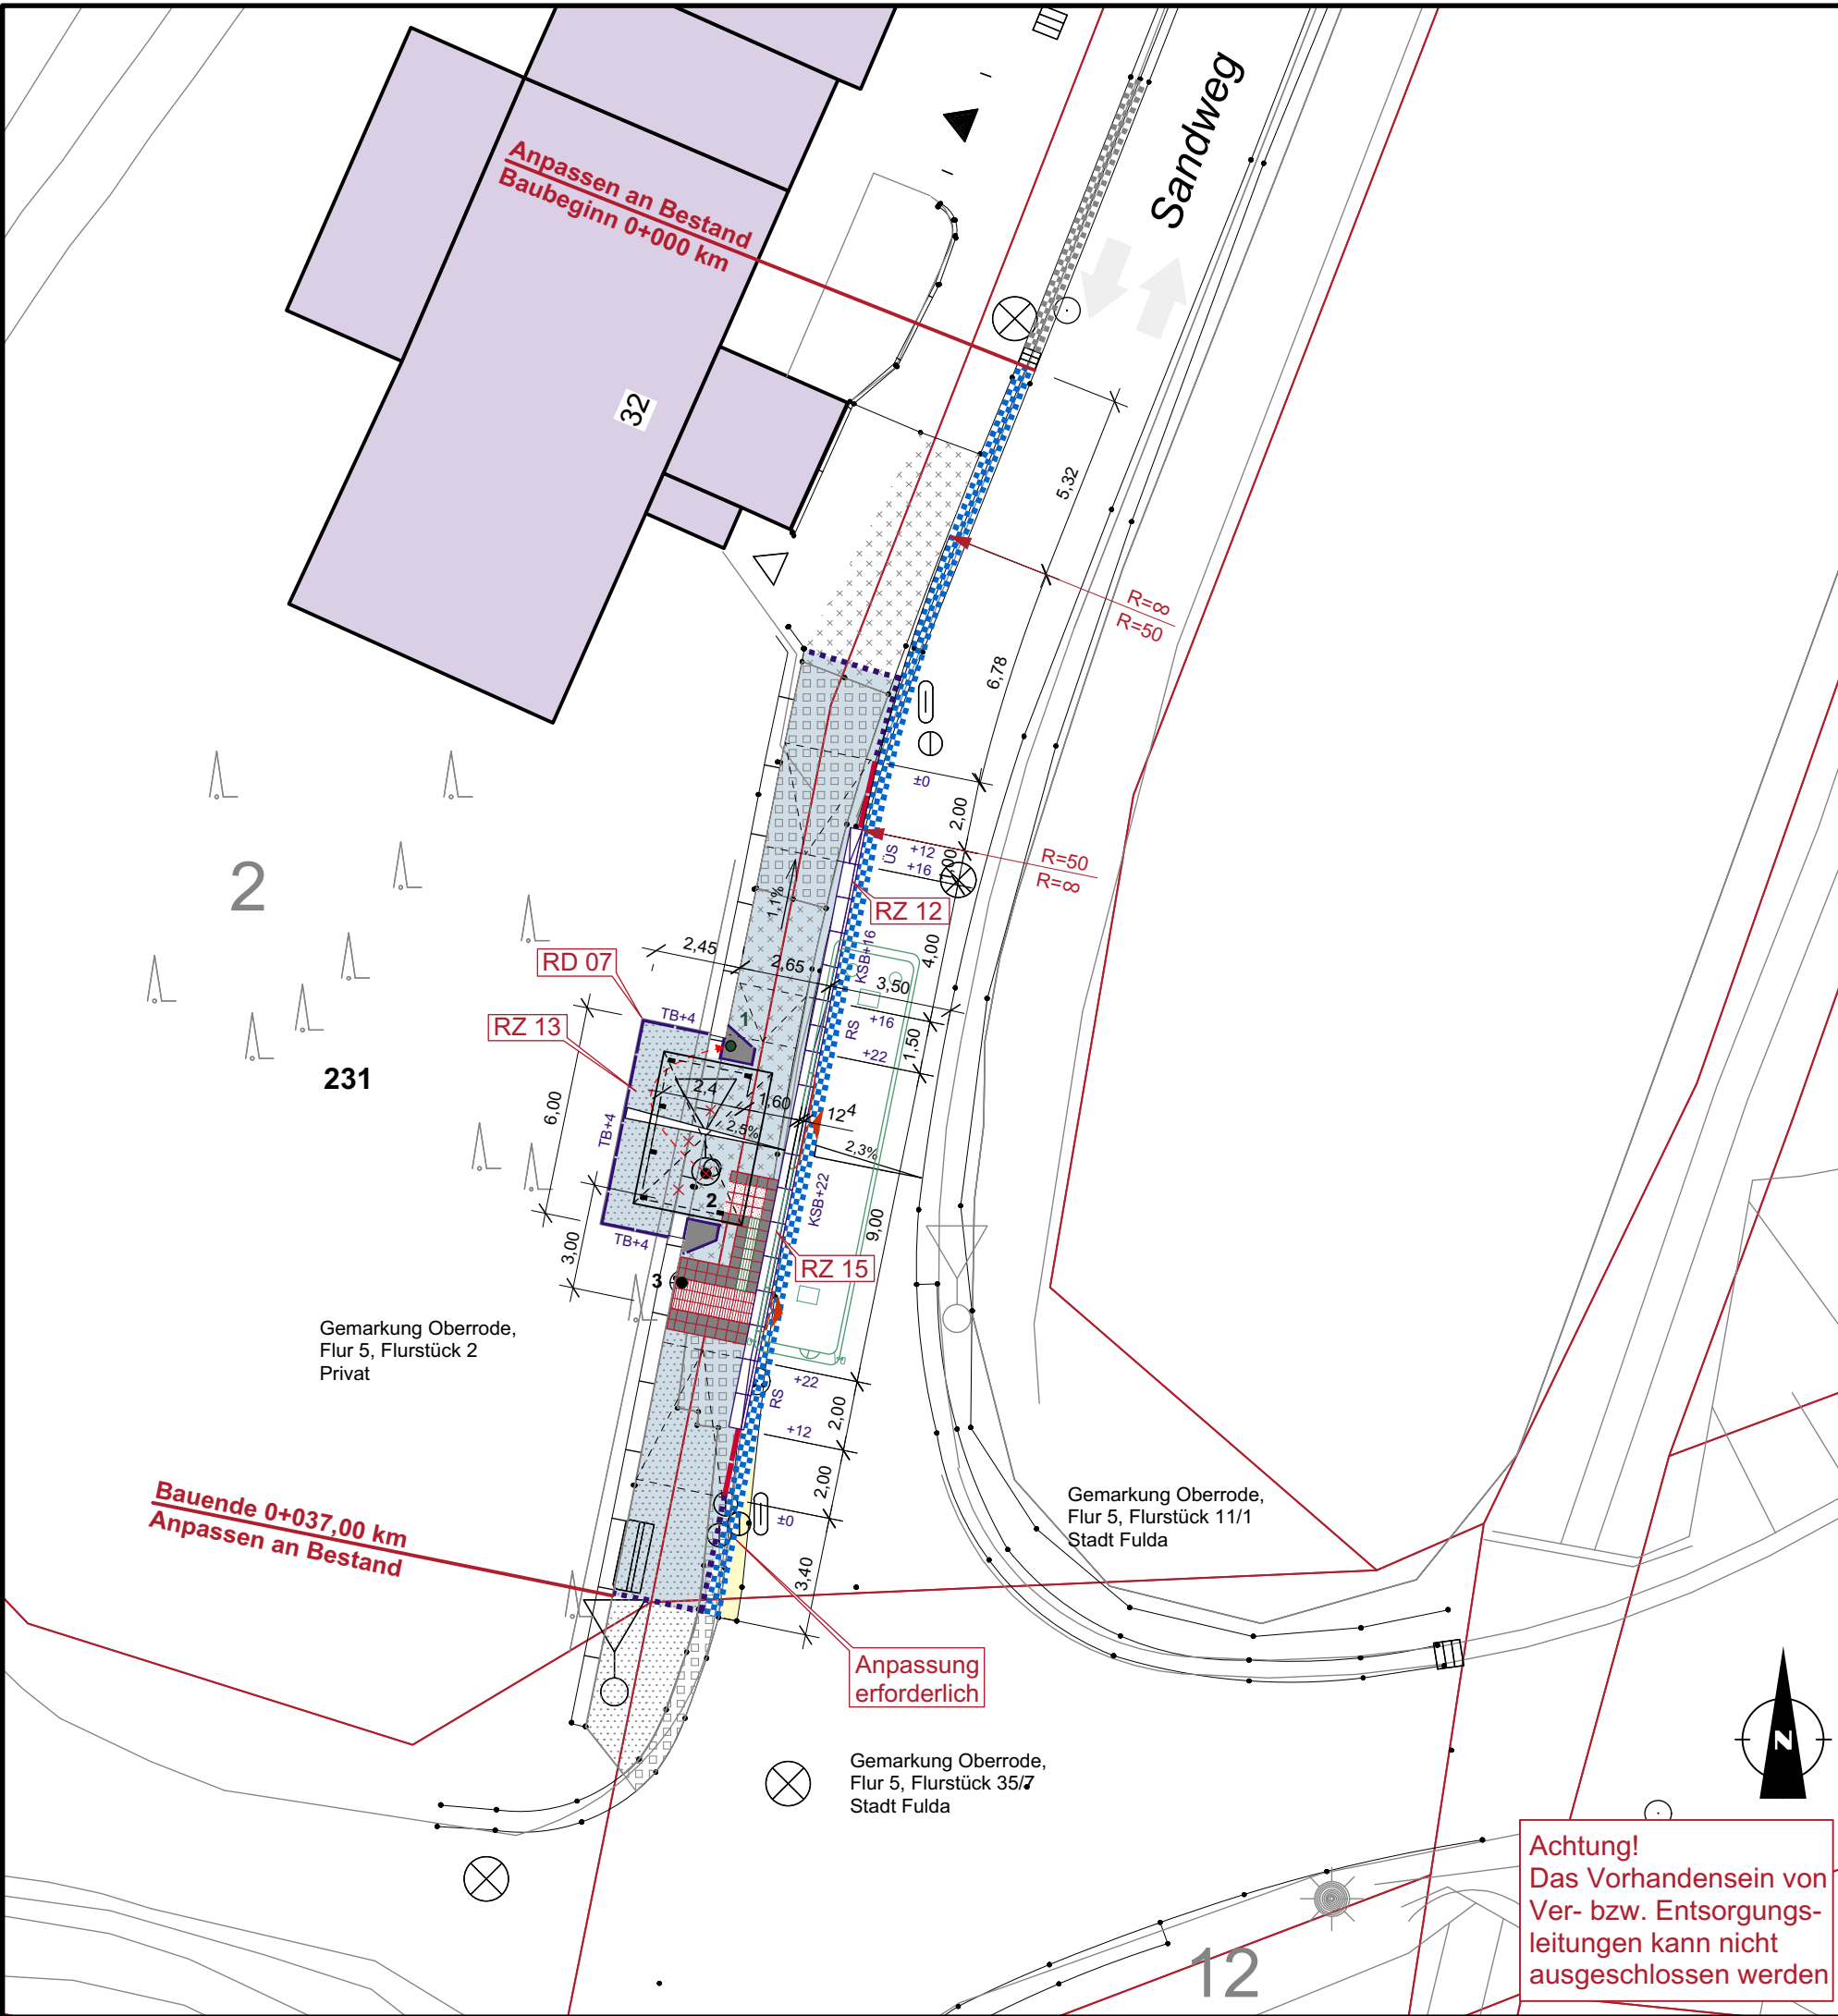 Sandweg
Anpassen an Bestand
Baubeginn 0+000 km
32
5,32
R=∞
R=50
6,78
±0
2,00
ÜS
+12
+16
1,00
R=50
R=∞
RZ 12
2
1,1%
KSB+16
4,00
2,45
2,65
3,50
RD 07
TB+4
1
RS
+16
+22
1,50
RZ 13
231
6,00
TB+4
2,4
1,60
12⁴
2,5%
2,3%
2
KSB+22
9,00
TB+4
3,00
RZ 15
3
Gemarkung Oberrode,
Flur 5, Flurstück 2
Privat
+22
RS
2,00
+12
2,00
±0
Bauende 0+037,00 km
Anpassen an Bestand
Gemarkung Oberrode,
Flur 5, Flurstück 11/1
Stadt Fulda
3,40
Anpassung
erforderlich
N
Gemarkung Oberrode,
Flur 5, Flurstück 35/7
Stadt Fulda
Achtung!
Das Vorhandensein von
Ver- bzw. Entsorgungs-
leitungen kann nicht
ausgeschlossen werden
12